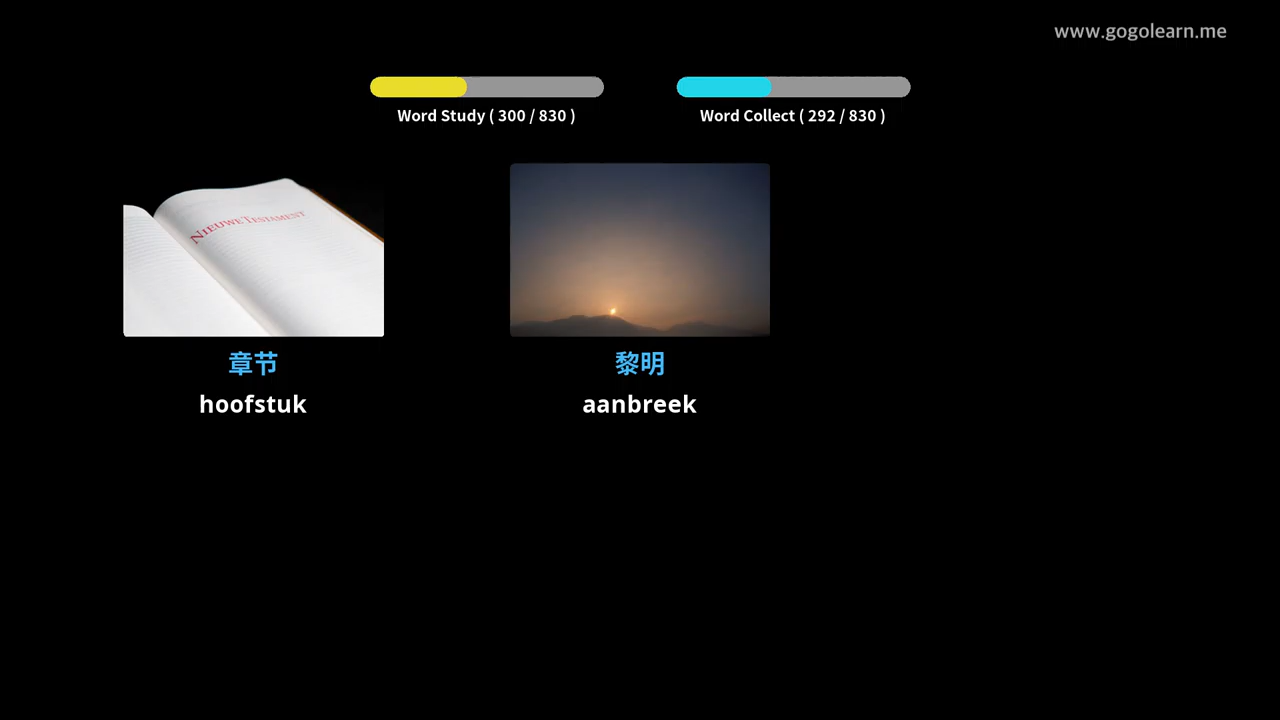 www.gogolearn.me
Word Study ( 300 / 830 )
Word Collect ( 292 / 830 )
NIEUWE TESTAMENT
章节
黎明
hoofstuk
aanbreek